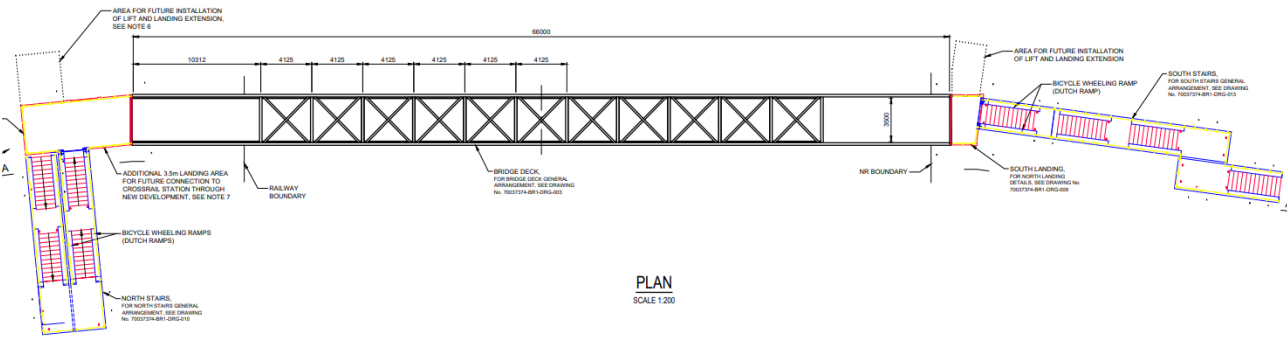 AREA FOR FUTURE INSTALLATION
OF LIFT AND LANDING EXTENSION,
SEE NOTE 6
66000
10312
4125
4125
4125
4125
4125
4125
3500
AREA FOR FUTURE INSTALLATION
OF LIFT AND LANDING EXTENSION
BICYCLE WHEELING RAMP
(DUTCH RAMP)
SOUTH STAIRS,
FOR SOUTH STAIRS GENERAL
ARRANGEMENT, SEE DRAWING
No. 70037374-BR1-DRG-013
A
ADDITIONAL 3.5m LANDING AREA
FOR FUTURE CONNECTION TO
CROSSRAIL STATION THROUGH
NEW DEVELOPMENT, SEE NOTE 7
RAILWAY
BOUNDARY
BRIDGE DECK,
FOR BRIDGE DECK GENERAL
ARRANGEMENT, SEE DRAWING
No. 70037374-BR1-DRG-003
NR BOUNDARY
SOUTH LANDING,
FOR NORTH LANDING
DETAILS, SEE DRAWING No.
70037374-BR1-DRG-009
BICYCLE WHEELING RAMPS
(DUTCH RAMPS)
NORTH STAIRS,
FOR NORTH STAIRS GENERAL
ARRANGEMENT, SEE DRAWING
No. 70037374-BR1-DRG-010
PLAN
SCALE 1:200